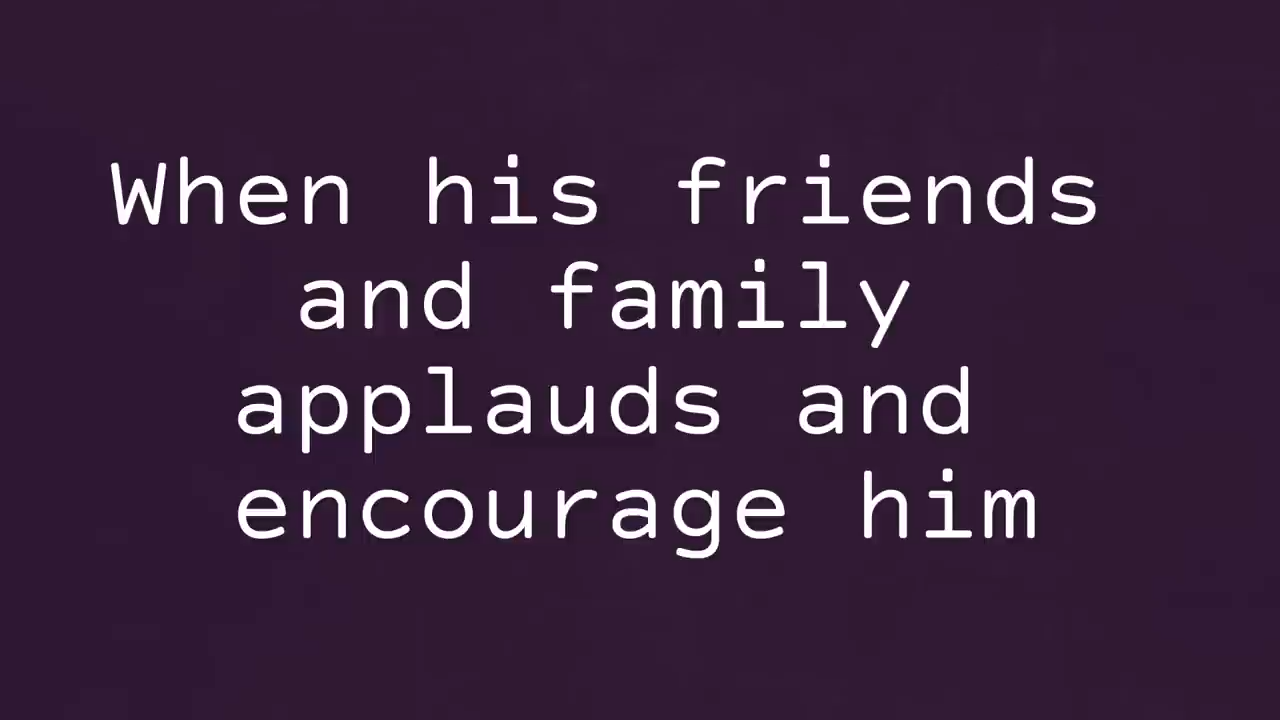 When his friends
and family
applauds and
encourage him